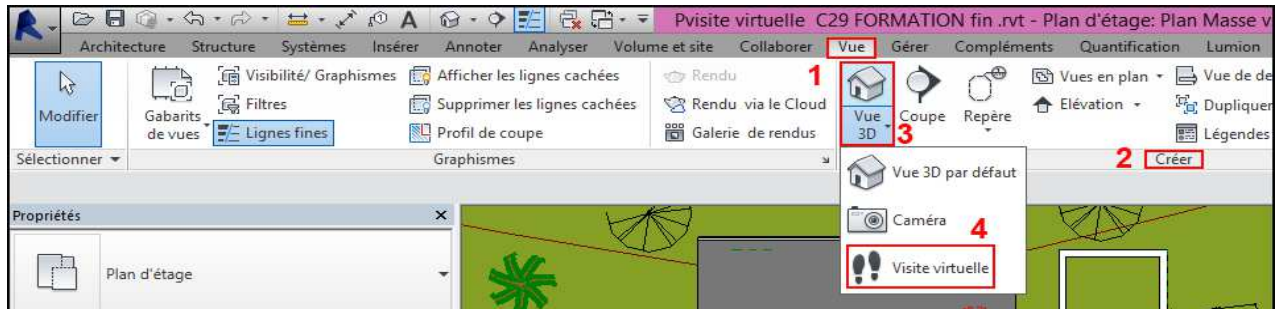 Pvisite virtuelle C29 FORMATION fin .rvt - Plan d'étage: Plan Masse v
Architecture Structure Systèmes Insérer Annoter Analyser Volume et site Collaborer Vue Gérer Compléments Quantification Lumion
1
Modifier
Gabarits de vues
Visibilité/ Graphismes
Filtres
Lignes fines
Afficher les lignes cachées
Supprimer les lignes cachées
Profil de coupe
Rendu
Rendu via le Cloud
Galerie de rendus
Vue 3D
3
Coupe
Repère
Vues en plan
Elévation
Vue de de
Dupliquer
Légendes
Sélectionner
Graphismes
2 Créer
Vue 3D par défaut
Caméra
4
Visite virtuelle
Propriétés
Plan d'étage